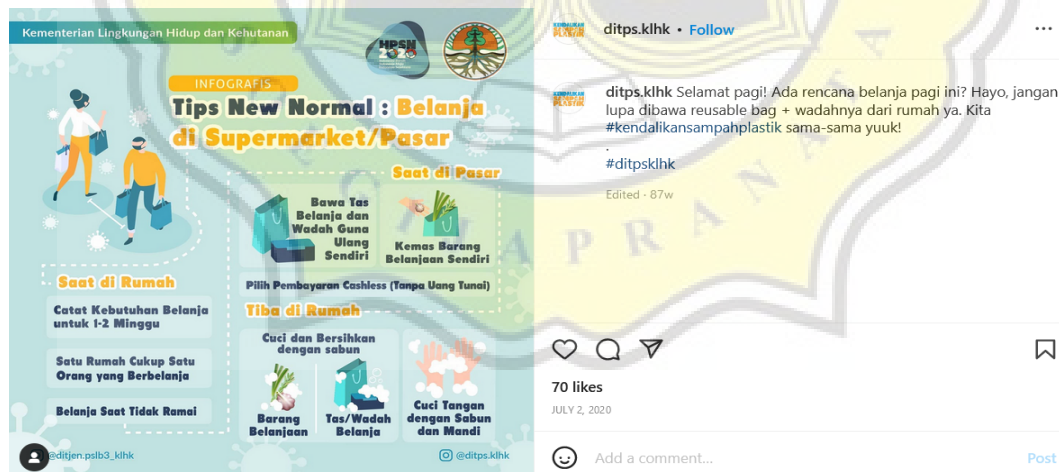 Kementerian Lingkungan Hidup dan Kehutanan
HPSN
2020
INFOGRAFIS
Tips New Normal : Belanja
di Supermarket/Pasar
Saat di Pasar
Bawa Tas
Belanja dan
Wadah Guna
Ulang
Sendiri
Kemas Barang
Belanjaan Sendiri
Pilih Pembayaran Cashless (Tanpa Uang Tunai)
Saat di Rumah
Catat Kebutuhan Belanja
untuk 1-2 Minggu
Satu Rumah Cukup Satu
Orang yang Berbelanja
Belanja Saat Tidak Ramai
Tiba di Rumah
Cuci dan Bersihkan
dengan sabun
Barang
Belanjaan
Tas/Wadah
Belanja
Cuci Tangan
dengan Sabun
dan Mandi
@ditjen.pslb3_klhk
@ditps.klhk
ditps.klhk • Follow
ditps.klhk Selamat pagi! Ada rencana belanja pagi ini? Hayo, jangan
lupa dibawa reusable bag + wadahnya dari rumah ya. Kita
#kendalikansampahplastik sama-sama yuuk!
.
#ditpsklhk
Edited · 87w
70 likes
JULY 2, 2020
Add a comment...
Post